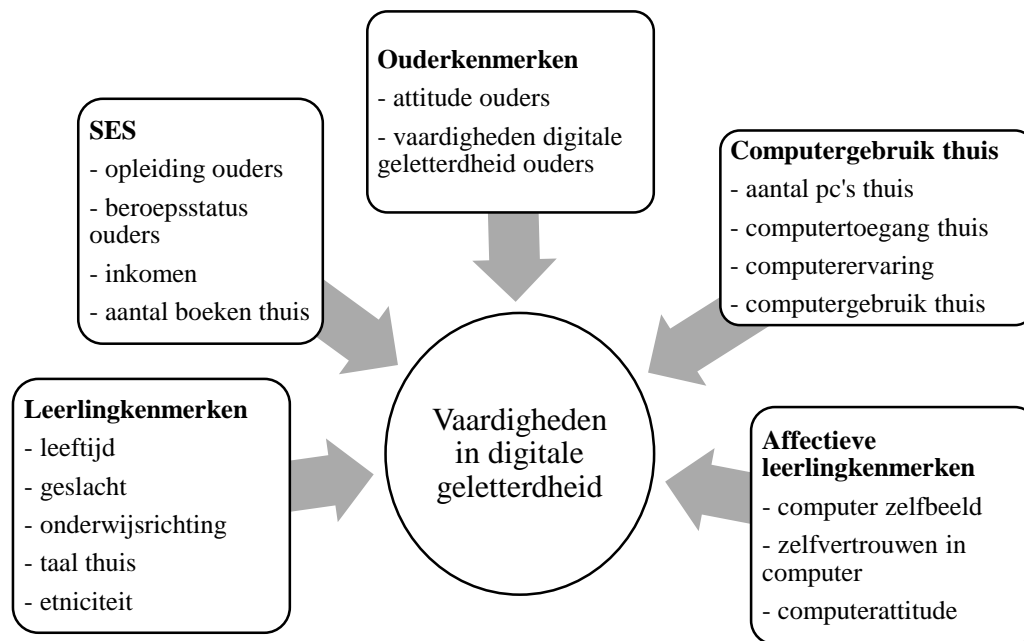 Ouderkenmerken
- attitude ouders
- vaardigheden digitale
geletterdheid ouders
SES
- opleiding ouders
- beroepsstatus
ouders
- inkomen
- aantal boeken thuis
Computergebruik thuis
- aantal pc's thuis
- computertoegang thuis
- computerervaring
- computergebruik thuis
Leerlingkenmerken
- leeftijd
- geslacht
- onderwijsrichting
- taal thuis
- etniciteit
Vaardigheden
in digitale
geletterdheid
Affectieve
leerlingkenmerken
- computer zelfbeeld
- zelfvertrouwen in
computer
- computerattitude